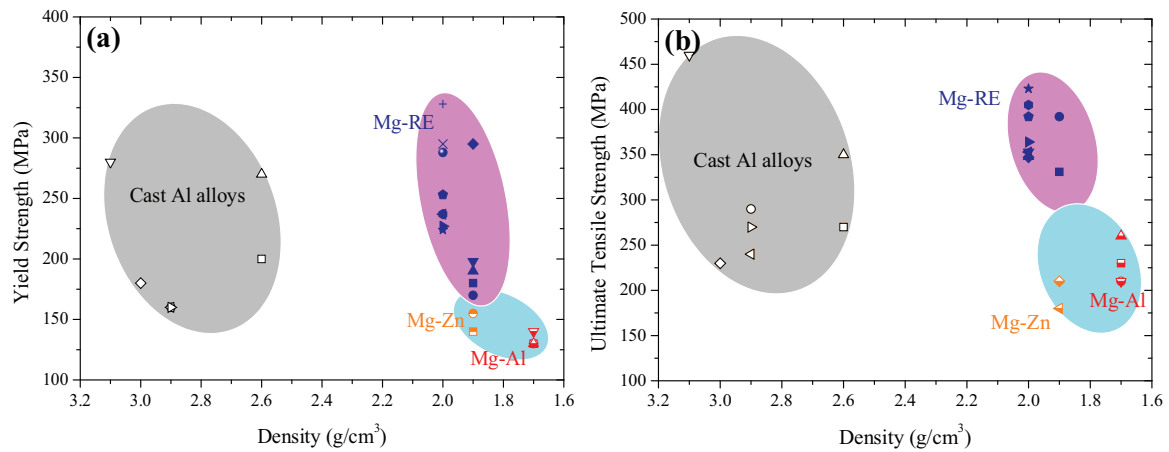 (a)
400
350
300
250
200
150
100
Yield Strength (MPa)
Mg-RE
Cast Al alloys
Mg-Zn
Mg-Al
3.2 3.0 2.8 2.6 2.4 2.2 2.0 1.8 1.6
Density (g/cm³)
(b)
500
450
400
350
300
250
200
150
100
Ultimate Tensile Strength (MPa)
Mg-RE
Cast Al alloys
Mg-Al
Mg-Zn
3.2 3.0 2.8 2.6 2.4 2.2 2.0 1.8 1.6
Density (g/cm³)